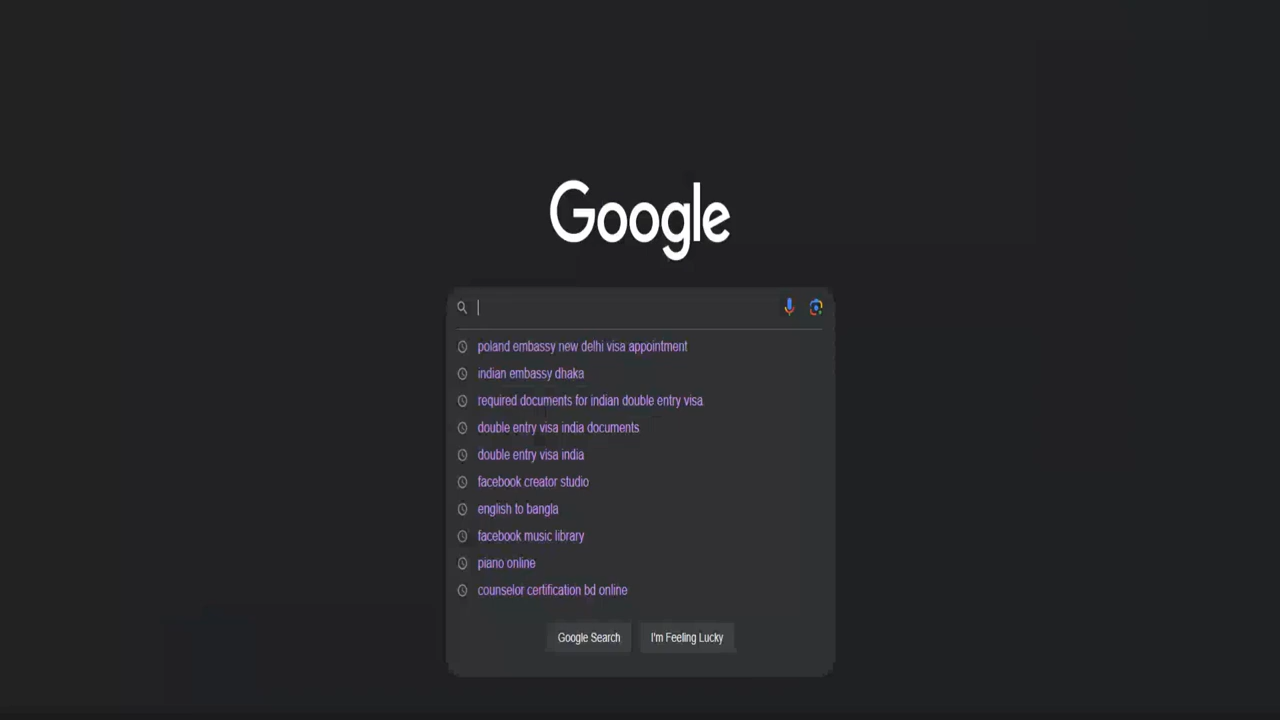 Google
poland embassy new delhi visa appointment
indian embassy dhaka
required documents for indian double entry visa
double entry visa india documents
double entry visa india
facebook creator studio
english to bangla
facebook music library
piano online
counselor certification bd online
Google Search
I'm Feeling Lucky